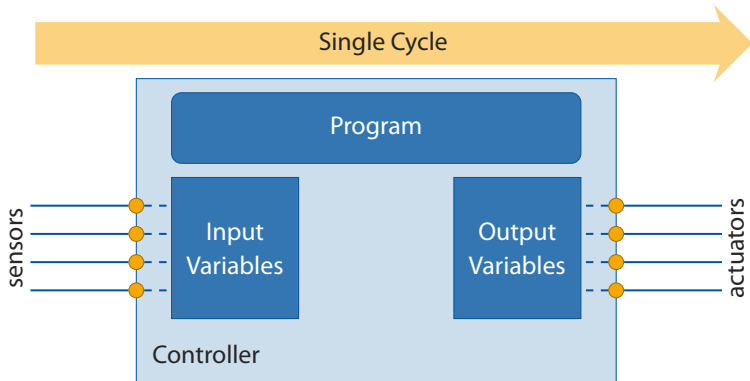 Single Cycle
Program
sensors
Input
Variables
Output
Variables
actuators
Controller